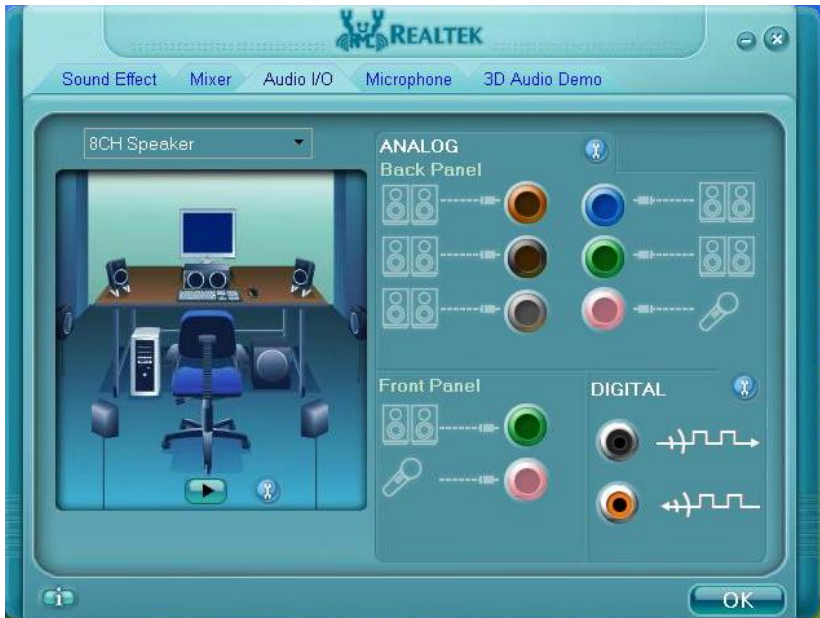 REALTEK
Sound Effect Mixer Audio I/O Microphone 3D Audio Demo
8CH Speaker
ANALOG
Back Panel
Front Panel
DIGITAL
OK